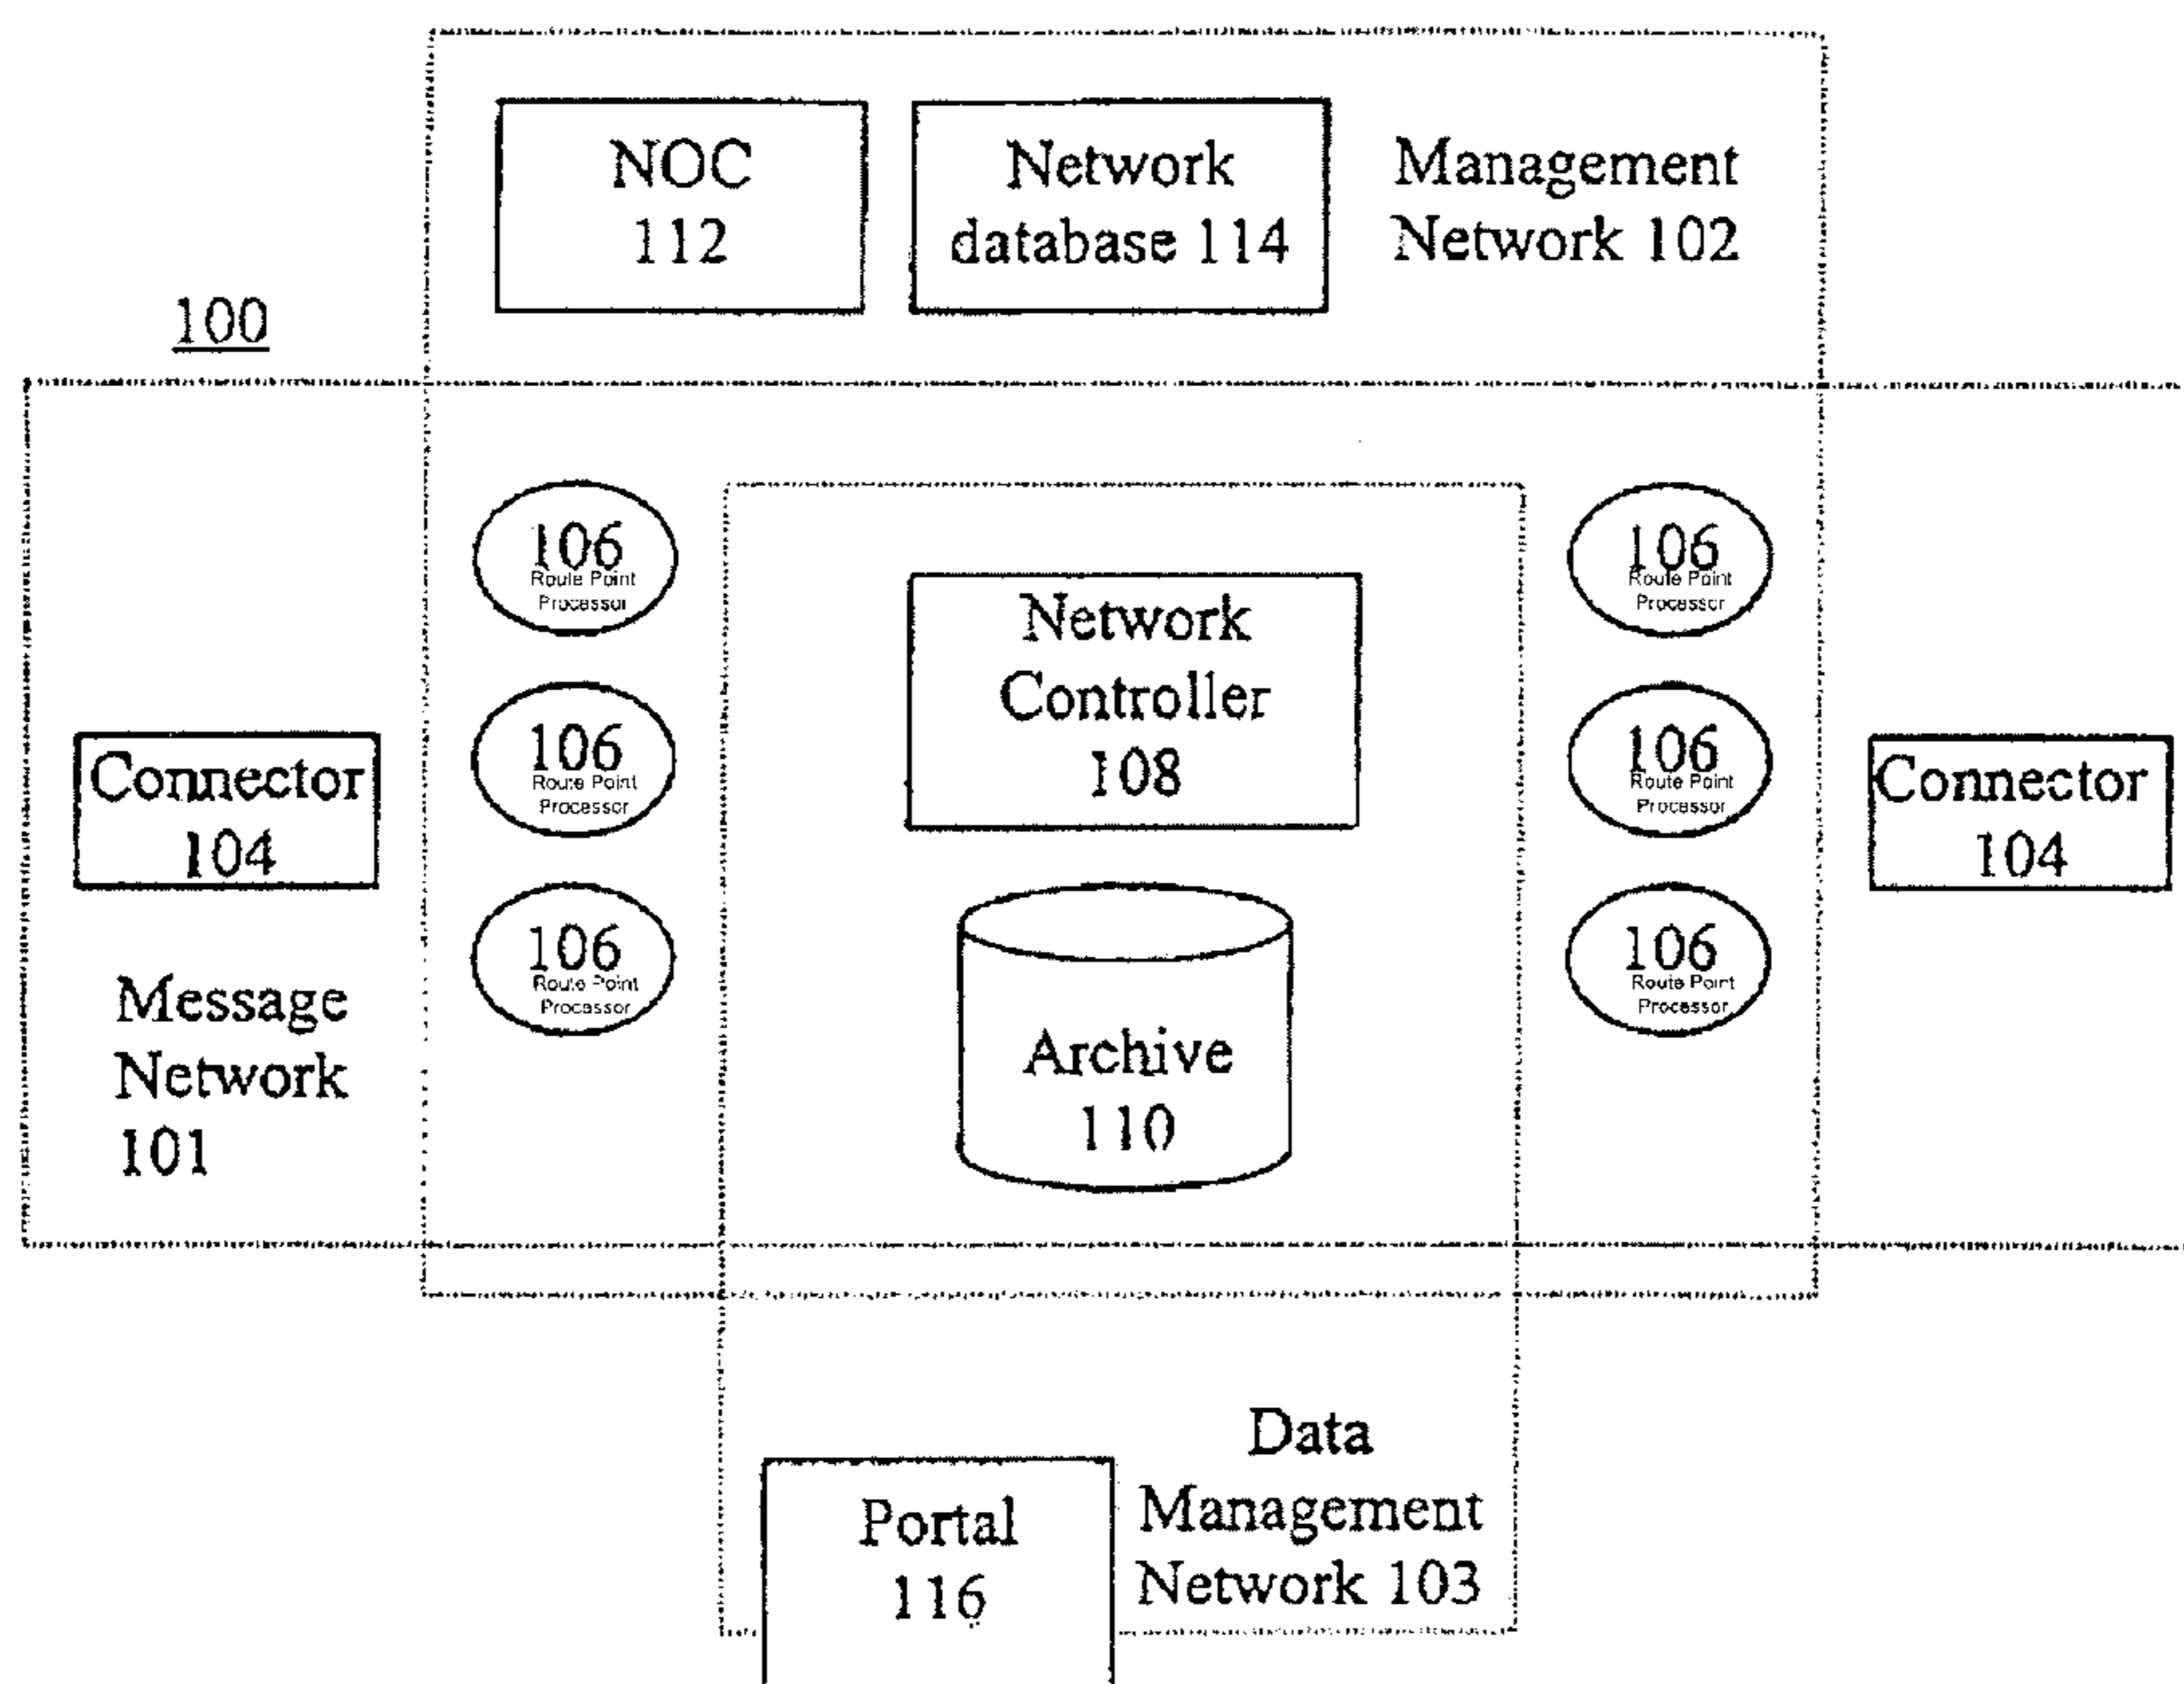 NOC
112
Network
database 114
Management
Network 102
100
106
Route Point
Processor
106
Route Point
Processor
106
Route Point
Processor
Connector
104
Message
Network
101
Network
Controller
108
Archive
110
106
Route Point
Processor
106
Route Point
Processor
106
Route Point
Processor
Connector
104
Portal
116
Data
Management
Network 103